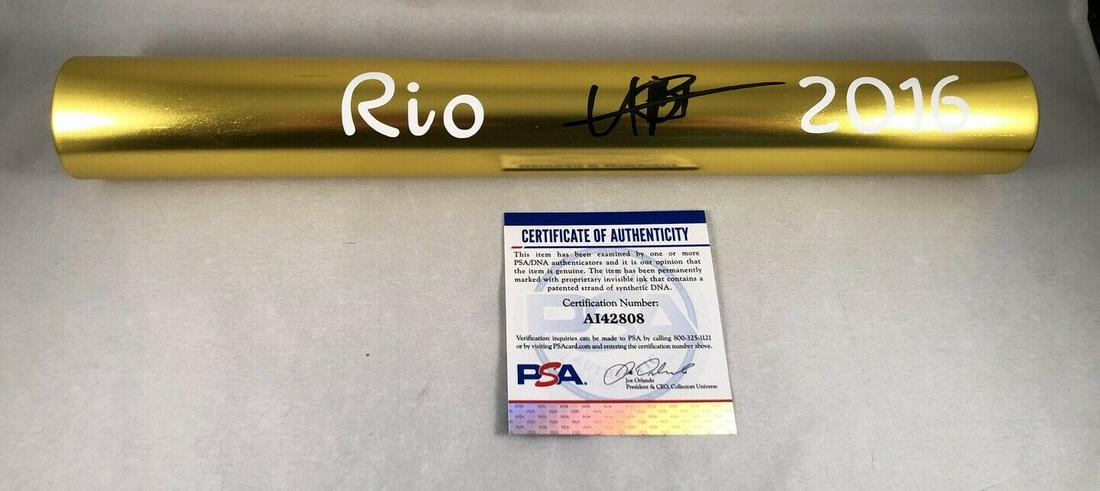 Rio 2016
CERTIFICATE OF AUTHENTICITY
This item has been examined by one or more
PSA/DNA authenticators and it is our opinion that
the item is genuine. The item has been permanently
marked with proprietary invisible ink that contains a
patented strand of synthetic DNA.
Certification Number:
AI42808
Verification inquiries can be made to PSA by calling 800-325-1121
or by visiting PSAcard.com and entering the certification number above.
PSA
PSA.
Joe Orlando
President & CEO, Collectors Universe